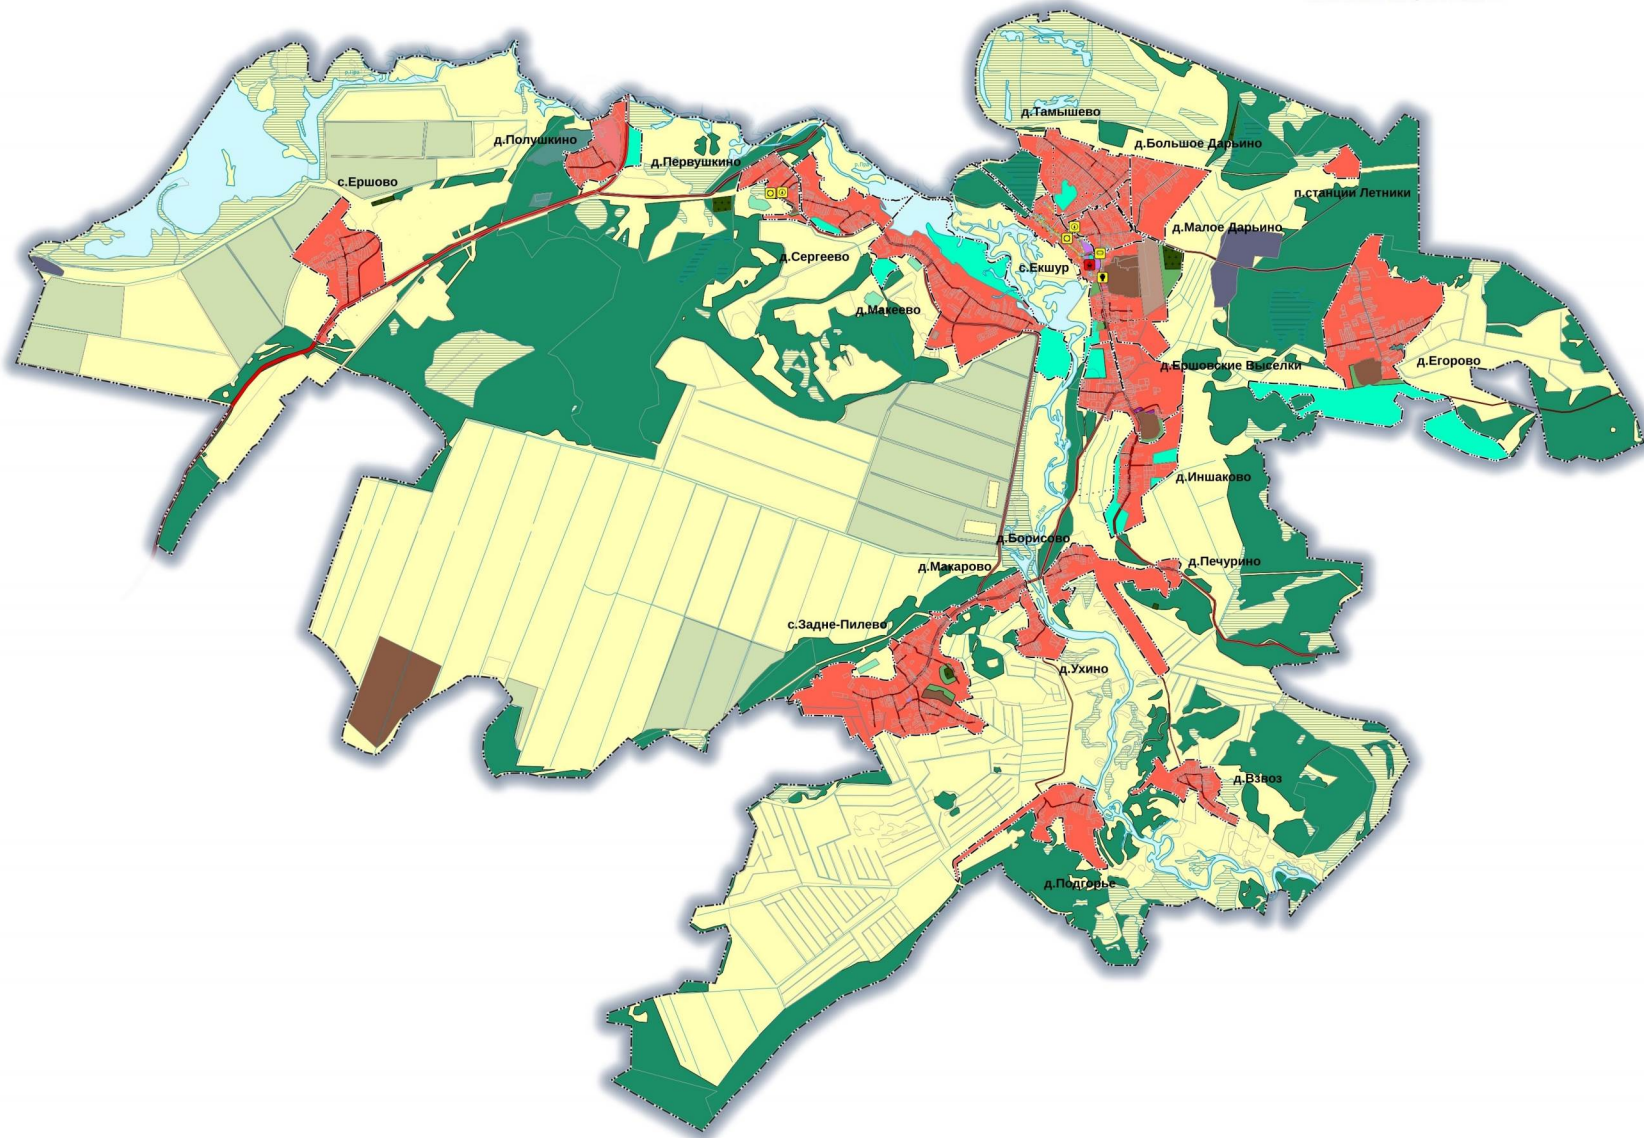 д.Тамышево
д.Полушкино
д.Большое Дарьино
д.Первушкино
с.Ершово
п.станции Летники
д.Малое Дарьино
д.Сергеево
с.Екшур
д.Макеево
д.Егорово
д.Ершовские Выселки
д.Иншаково
д.Борисово
д.Печурино
д.Макарово
с.Задне-Пилево
д.Ухино
д.Взвоз
д.Подгорье